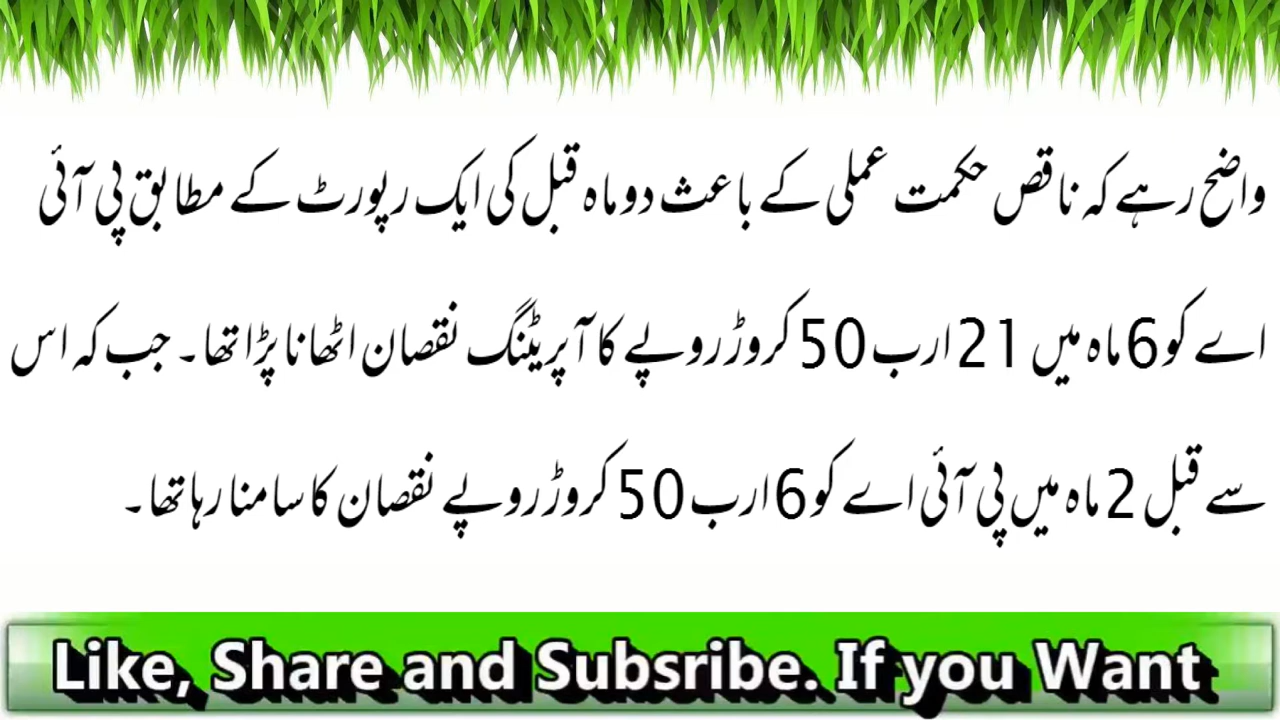 واضح رہے کہ ناقص حکمت عملی کے باعث دو ماہ قبل کی ایک رپورٹ کے مطابق پی آئی
اے کو 6 ماہ میں 21 ارب 50 کروڑ روپے کا آپریٹنگ نقصان اٹھانا پڑا تھا۔ جب کہ اس
سے قبل 2 ماہ میں پی آئی اے کو 6 ارب 50 کروڑ روپے نقصان کا سامنا رہا تھا۔
Like, Share and Subsribe. If you Want